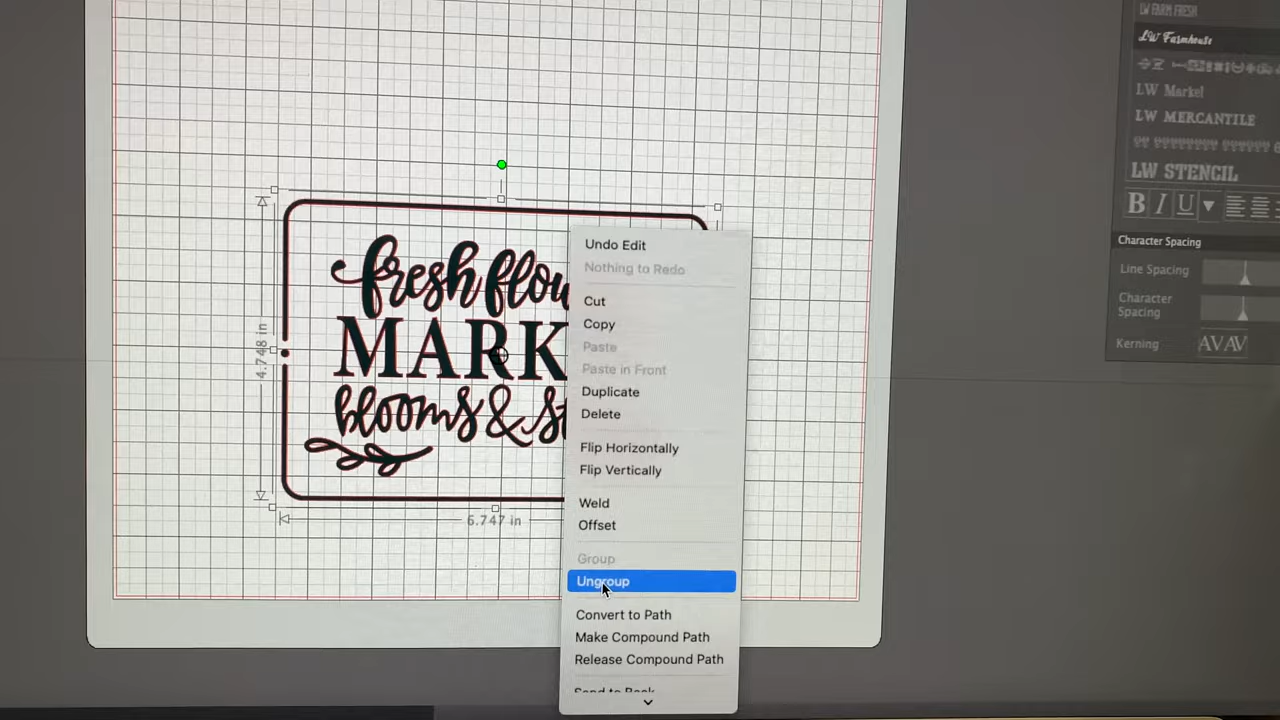 LW FARM FRESH
LW Farmhouse
LW Markel
LW MERCANTILE
LW STENCIL
B I U
Character Spacing
Line Spacing
Character
Spacing
Kerning
AVAV
fresh flow
MARK
blooms & st
4.748 in
6.747 in
Undo Edit
Nothing to Redo
Cut
Copy
Paste
Paste in Front
Duplicate
Delete
Flip Horizontally
Flip Vertically
Weld
Offset
Group
Ungroup
Convert to Path
Make Compound Path
Release Compound Path
Send to Back